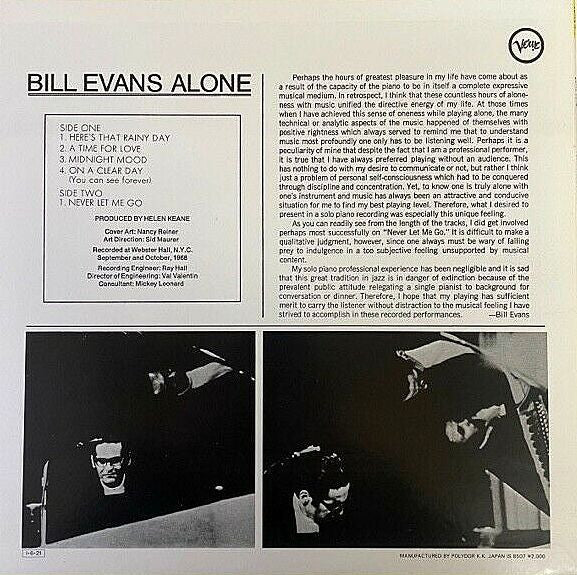 Verve
BILL EVANS ALONE
SIDE ONE
1. HERE'S THAT RAINY DAY
2. A TIME FOR LOVE
3. MIDNIGHT MOOD
4. ON A CLEAR DAY
(You can see forever)
SIDE TWO
1. NEVER LET ME GO
PRODUCED BY HELEN KEANE
Cover Art: Nancy Reiner
Art Direction: Sid Maurer
Recorded at Webster Hall, N.Y.C.
September and October, 1968
Recording Engineer: Ray Hall
Director of Engineering: Val Valentin
Consultant: Mickey Leonard
Perhaps the hours of greatest pleasure in my life have come about as
a result of the capacity of the piano to be in itself a complete expressive
musical medium. In retrospect, I think that these countless hours of alone-
ness with music unified the directive energy of my life. At those times
when I have achieved this sense of oneness while playing alone, the many
technical or analytic aspects of the music happened of themselves with
positive rightness which always served to remind me that to understand
music most profoundly one only has to be listening well. Perhaps it is a
peculiarity of mine that despite the fact that I am a professional performer,
it is true that I have always preferred playing without an audience. This
has nothing to do with my desire to communicate or not, but rather I think
just a problem of personal self-consciousness which had to be conquered
through discipline and concentration. Yet, to know one is truly alone with
one's instrument and music has always been an attractive and conducive
situation for me to find my best playing level. Therefore, what I desired to
present in a solo piano recording was especially this unique feeling.
As you can readily see from the length of the tracks, I did get involved
perhaps most successfully on "Never Let Me Go." It is difficult to make a
qualitative judgment, however, since one always must be wary of falling
prey to indulgence in a too subjective feeling unsupported by musical
content.
My solo piano professional experience has been negligible and it is sad
that this great tradition in jazz is in danger of extinction because of the
prevalent public attitude relegating a single pianist to background for
conversation or dinner. Therefore, I hope that my playing has sufficient
merit to carry the listener without distraction to the musical feeling I have
strived to accomplish in these recorded performances. —Bill Evans
I-6-21
MANUFACTURED BY POLYDOR K.K. JAPAN IS 8507 ¥2,000